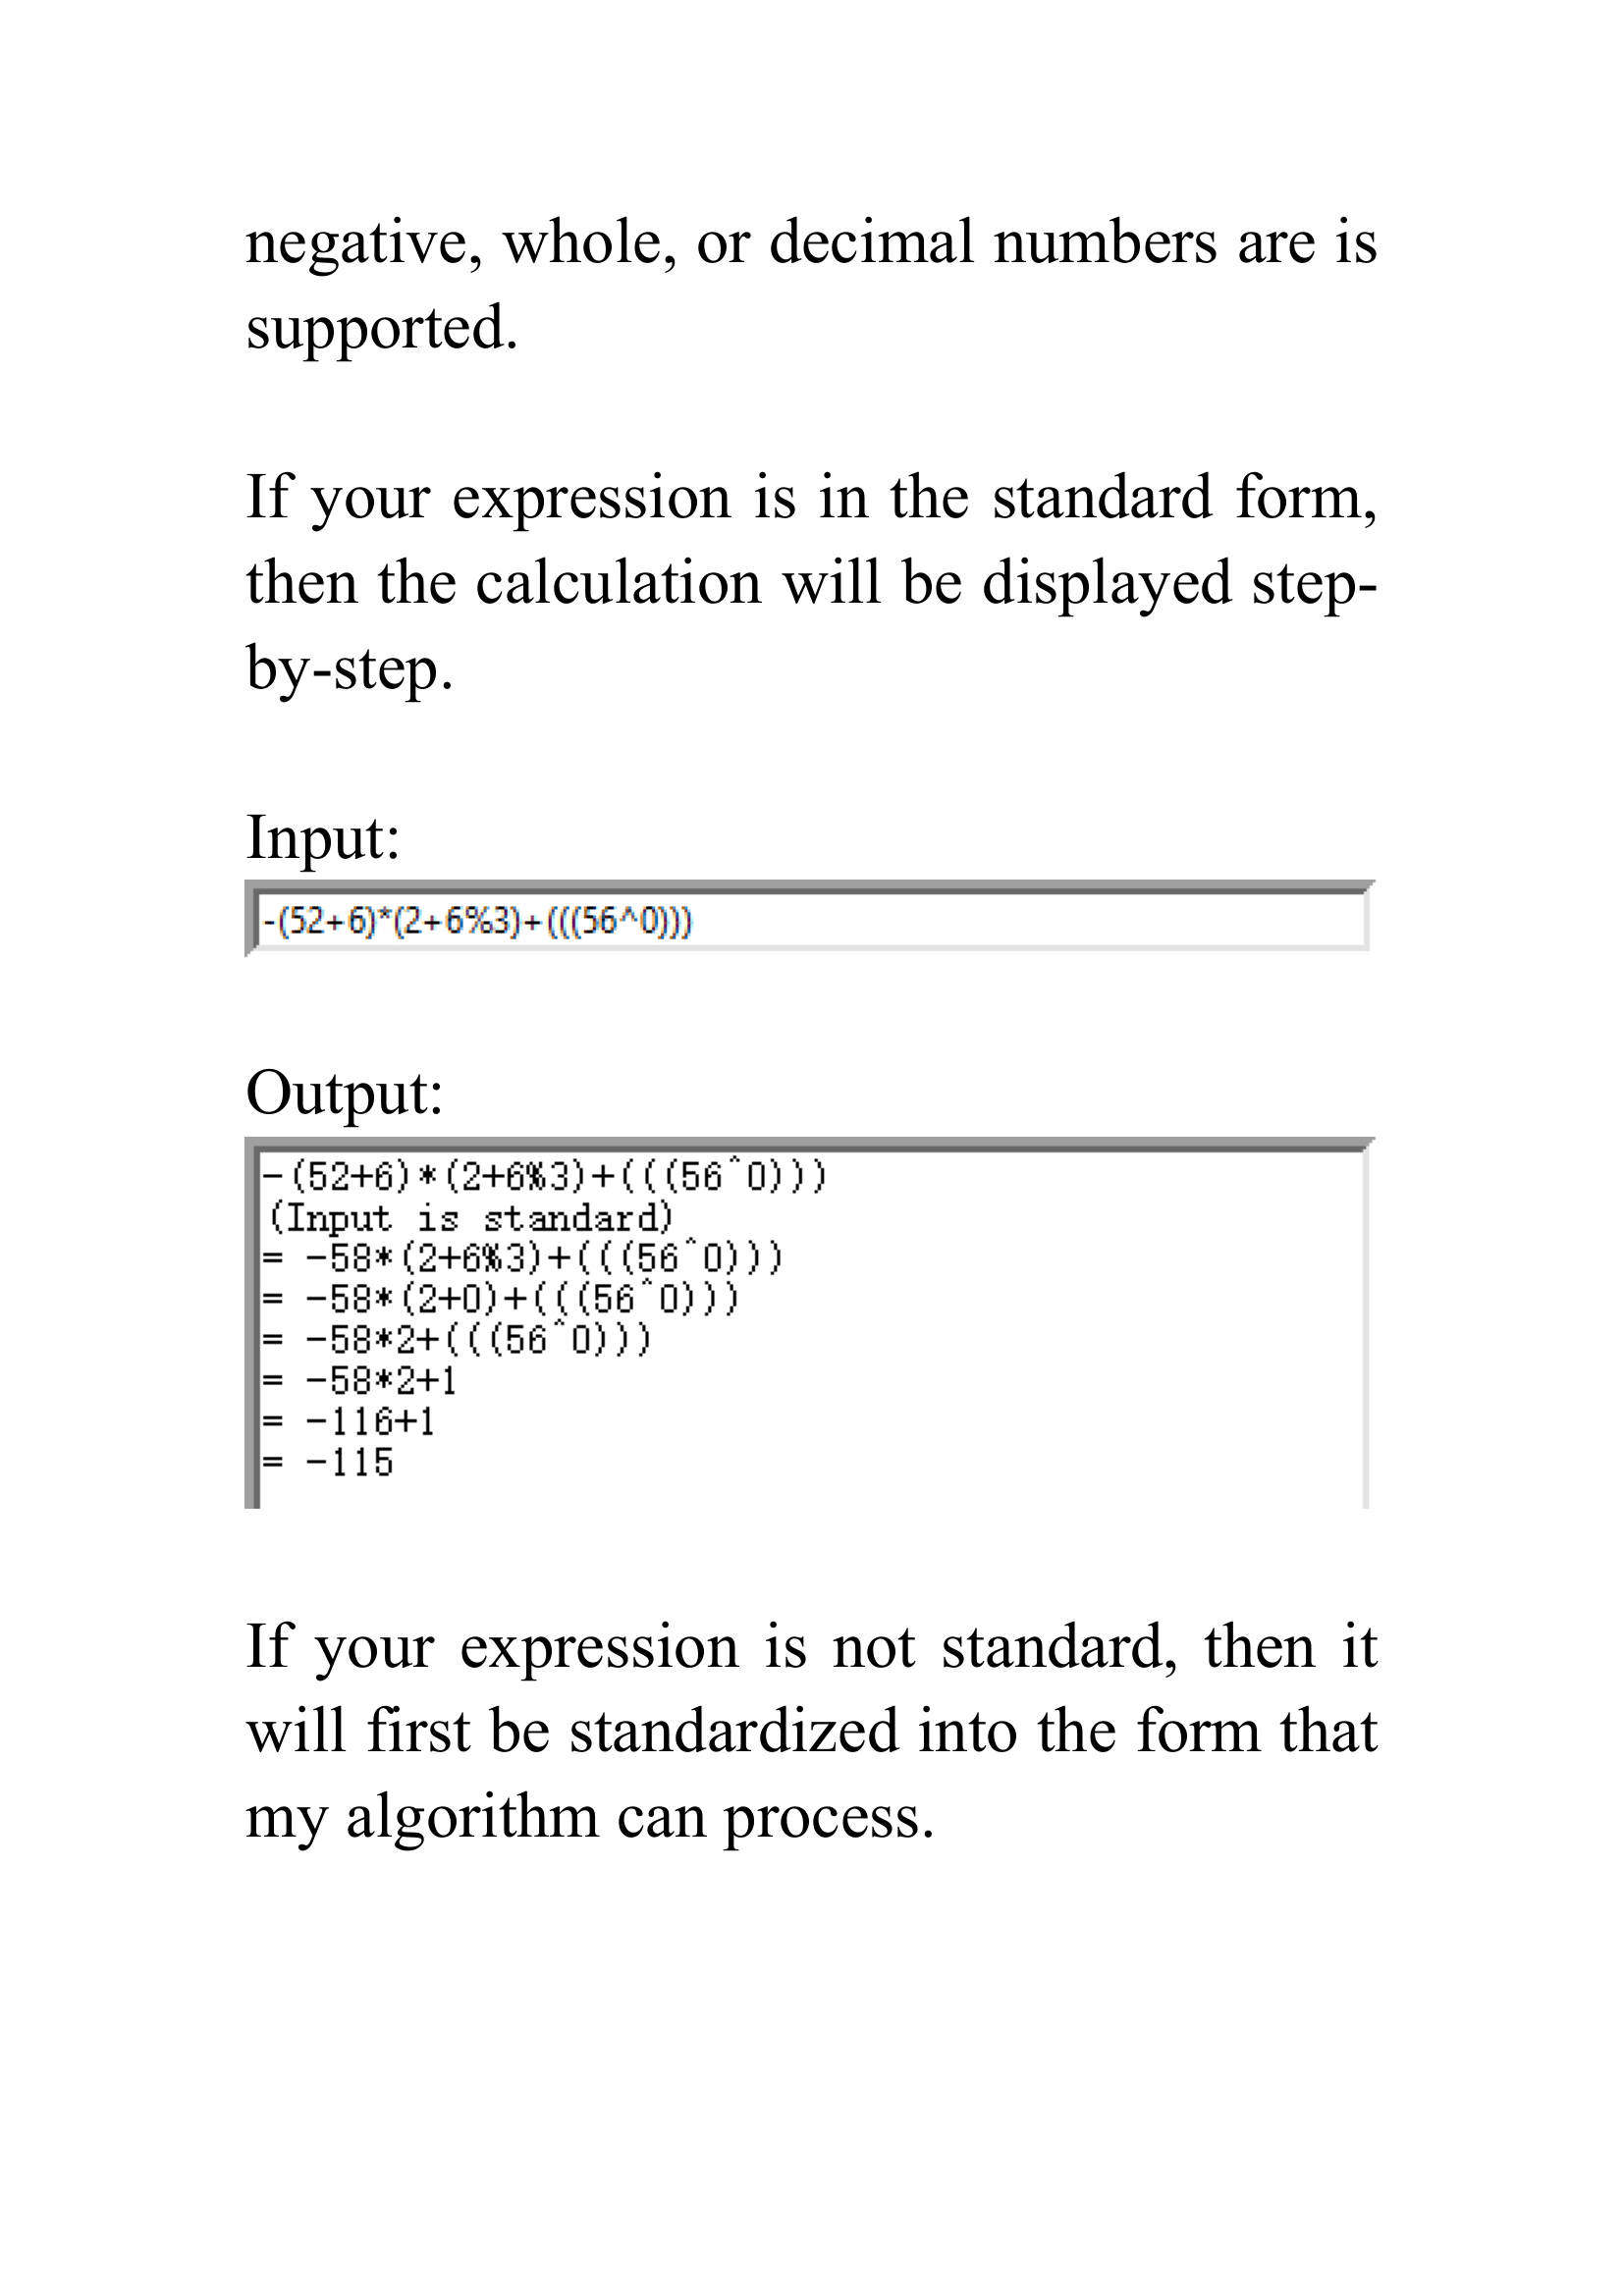 negative, whole, or decimal numbers are is
supported.
If your expression is in the standard form,
then the calculation will be displayed step-
by-step.
Input:
-(52+6)*(2+6%3)+(((56^0)))
Output:
-(52+6)*(2+6%3)+(((56^0)))
(Input is standard)
= -58*(2+6%3)+(((56^0)))
= -58*(2+0)+(((56^0)))
= -58*2+(((56^0)))
= -58*2+1
= -116+1
= -115
If your expression is not standard, then it
will first be standardized into the form that
my algorithm can process.